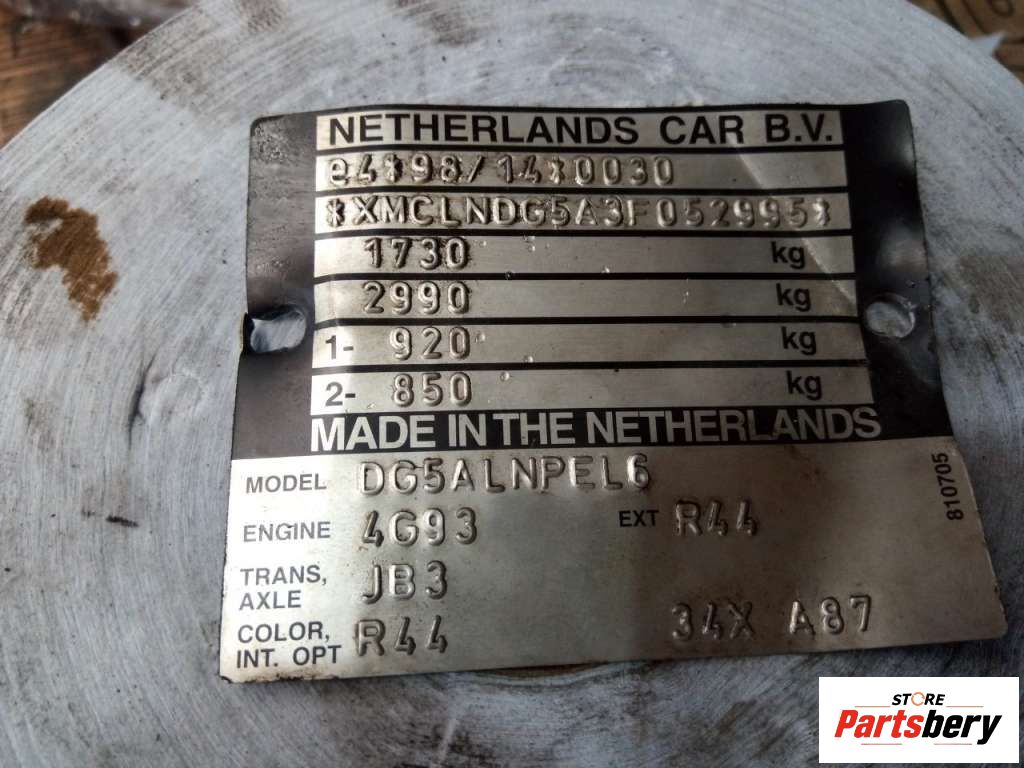 NETHERLANDS CAR B.V.
e4*98/14*0030
*XMCLNDG5A3F052995*
1730 kg
2990 kg
1- 920 kg
2- 850 kg
MADE IN THE NETHERLANDS
MODEL DG5ALNPEL6
ENGINE 4G93 EXT R44
TRANS, AXLE JB3
COLOR, INT. OPT R44 34X A87
810705
STORE
Partsbery